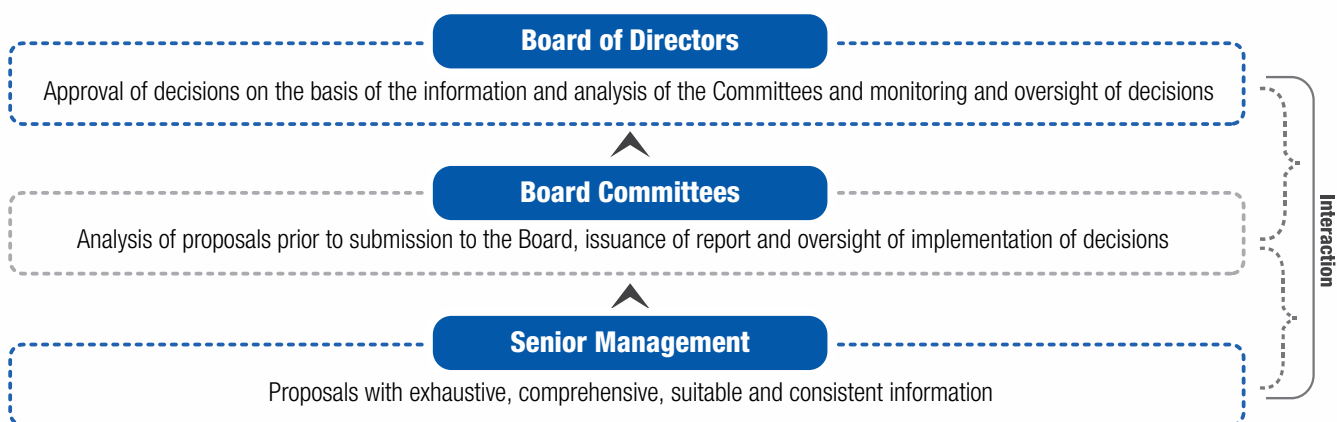 Board of Directors
Approval of decisions on the basis of the information and analysis of the Committees and monitoring and oversight of decisions
Board Committees
Analysis of proposals prior to submission to the Board, issuance of report and oversight of implementation of decisions
Senior Management
Proposals with exhaustive, comprehensive, suitable and consistent information
Interaction